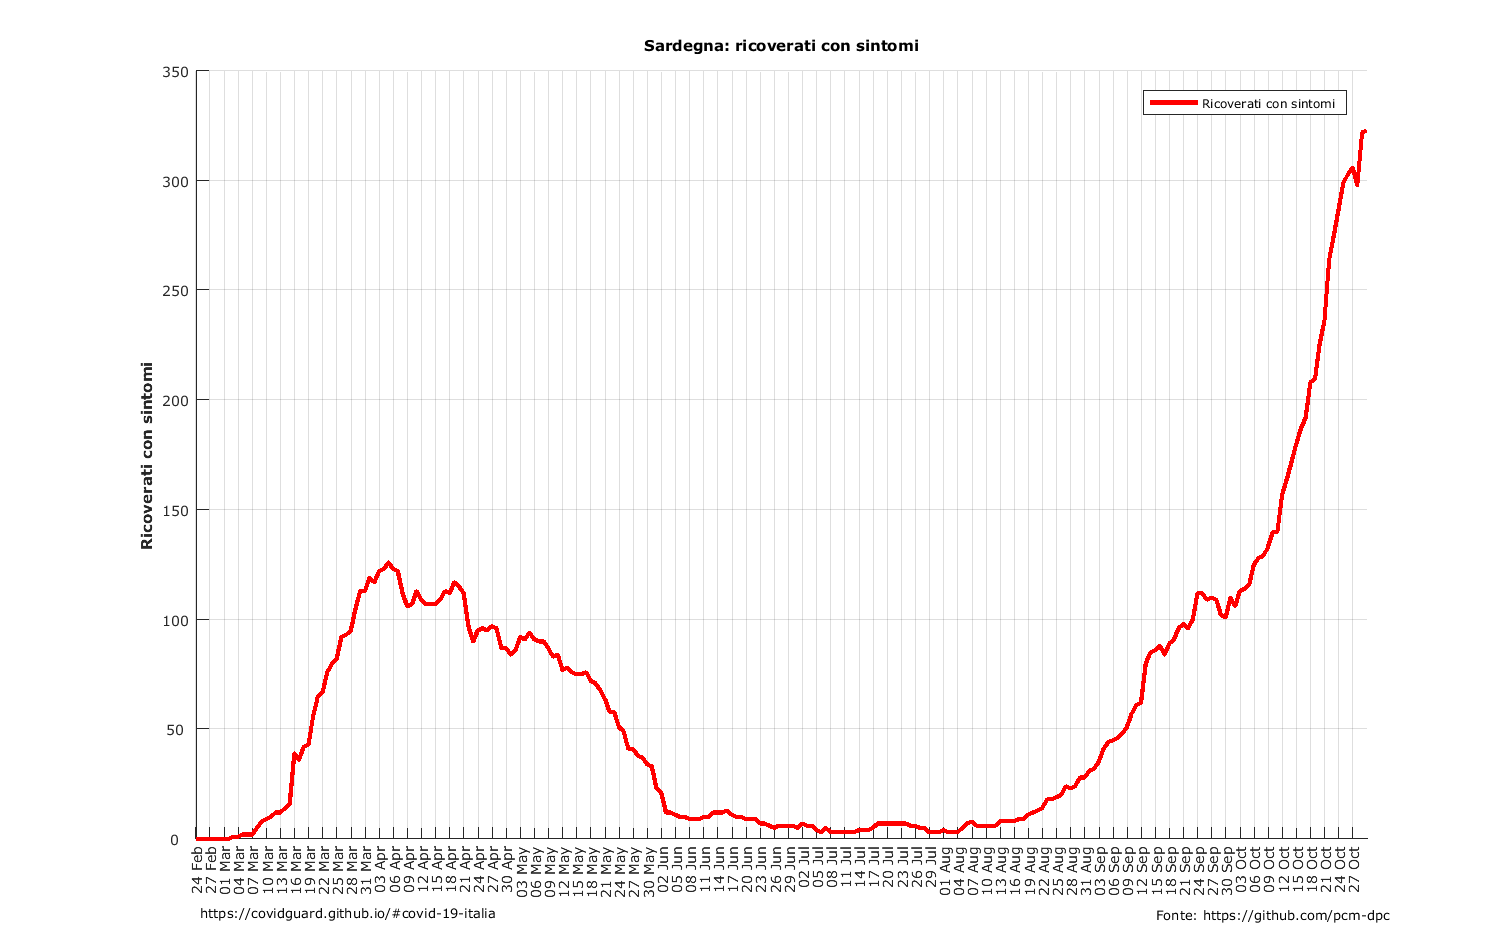 Sardegna: ricoverati con sintomi
Ricoverati con sintomi
Ricoverati con sintomi
350
300
250
200
150
100
50
0
24 Feb
27 Feb
01 Mar
04 Mar
07 Mar
10 Mar
13 Mar
16 Mar
19 Mar
22 Mar
25 Mar
28 Mar
31 Mar
03 Apr
06 Apr
09 Apr
12 Apr
15 Apr
18 Apr
21 Apr
24 Apr
27 Apr
30 Apr
03 May
06 May
09 May
12 May
15 May
18 May
21 May
24 May
27 May
30 May
02 Jun
05 Jun
08 Jun
11 Jun
14 Jun
17 Jun
20 Jun
23 Jun
26 Jun
29 Jun
02 Jul
05 Jul
08 Jul
11 Jul
14 Jul
17 Jul
20 Jul
23 Jul
26 Jul
29 Jul
01 Aug
04 Aug
07 Aug
10 Aug
13 Aug
16 Aug
19 Aug
22 Aug
25 Aug
28 Aug
31 Aug
03 Sep
06 Sep
09 Sep
12 Sep
15 Sep
18 Sep
21 Sep
24 Sep
27 Sep
30 Sep
03 Oct
06 Oct
09 Oct
12 Oct
15 Oct
18 Oct
21 Oct
24 Oct
27 Oct
https://covidguard.github.io/#covid-19-italia
Fonte: https://github.com/pcm-dpc